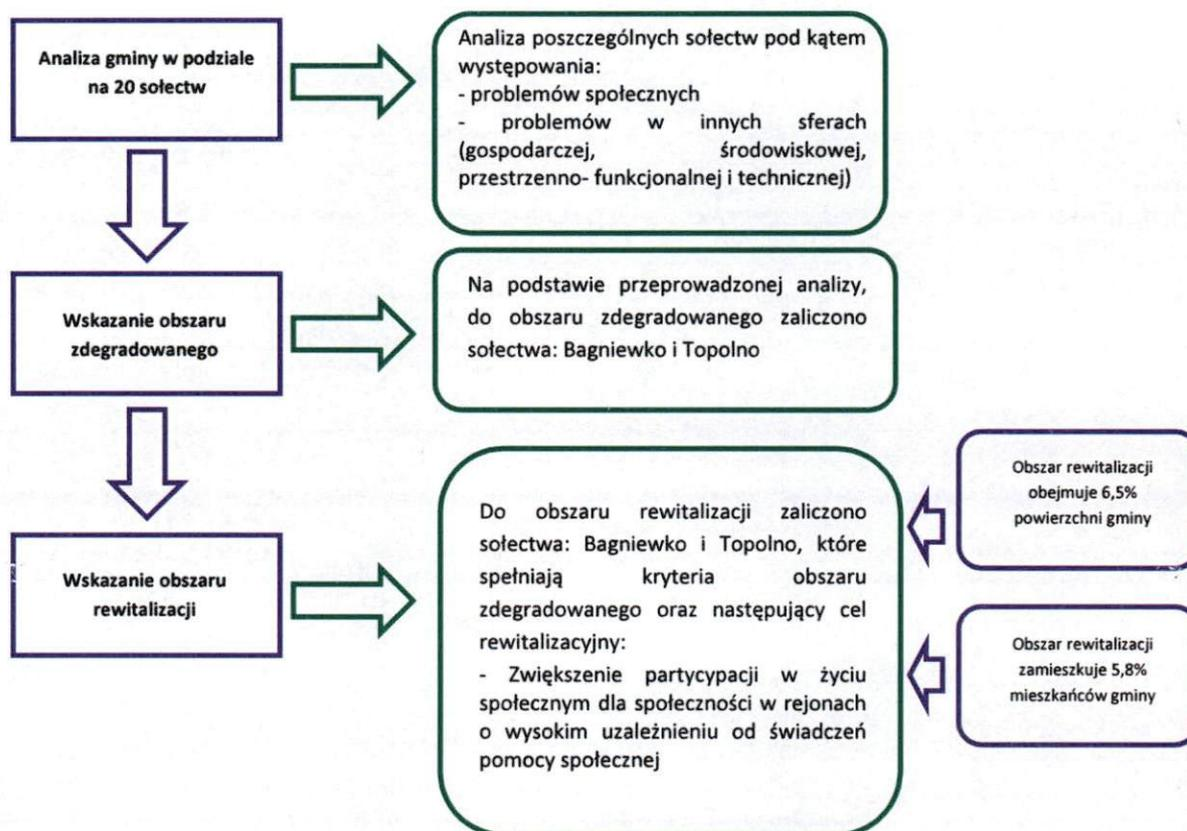 Analiza gminy w podziale
na 20 sołectw
Analiza poszczególnych sołectw pod kątem
występowania:
- problemów społecznych
- problemów w innych sferach
(gospodarczej, środowiskowej,
przestrzenno- funkcjonalnej i technicznej)
Wskazanie obszaru
zdegradowanego
Na podstawie przeprowadzonej analizy,
do obszaru zdegradowanego zaliczono
sołectwa: Bagniewko i Topolno
Wskazanie obszaru
rewitalizacji
Do obszaru rewitalizacji zaliczono
sołectwa: Bagniewko i Topolno, które
spełniają kryteria obszaru
zdegradowanego oraz następujący cel
rewitalizacyjny:
- Zwiększenie partycypacji w życiu
społecznym dla społeczności w rejonach
o wysokim uzależnieniu od świadczeń
pomocy społecznej
Obszar rewitalizacji
obejmuje 6,5%
powierzchni gminy
Obszar rewitalizacji
zamieszkuje 5,8%
mieszkańców gminy